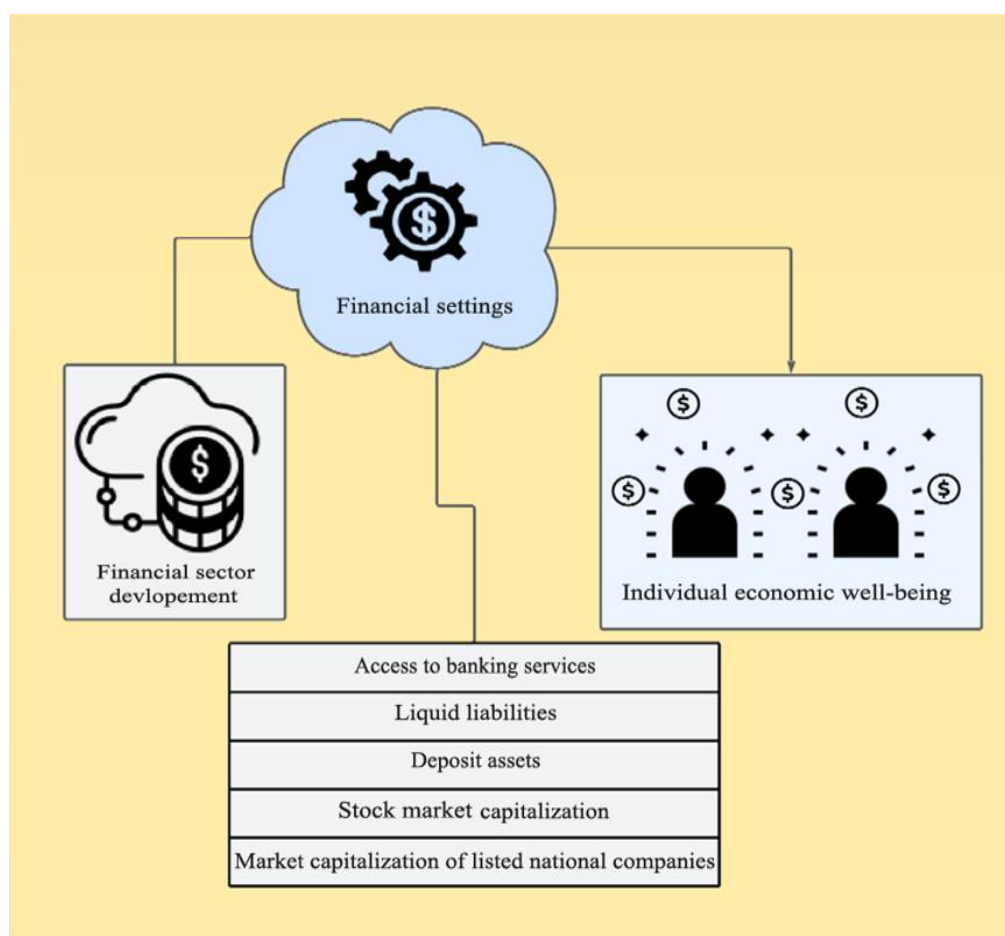 $
Financial settings
$
Financial sector
devlopement
$
$
$
$
$
Individual economic well-being
Access to banking services
Liquid liabilities
Deposit assets
Stock market capitalization
Market capitalization of listed national companies